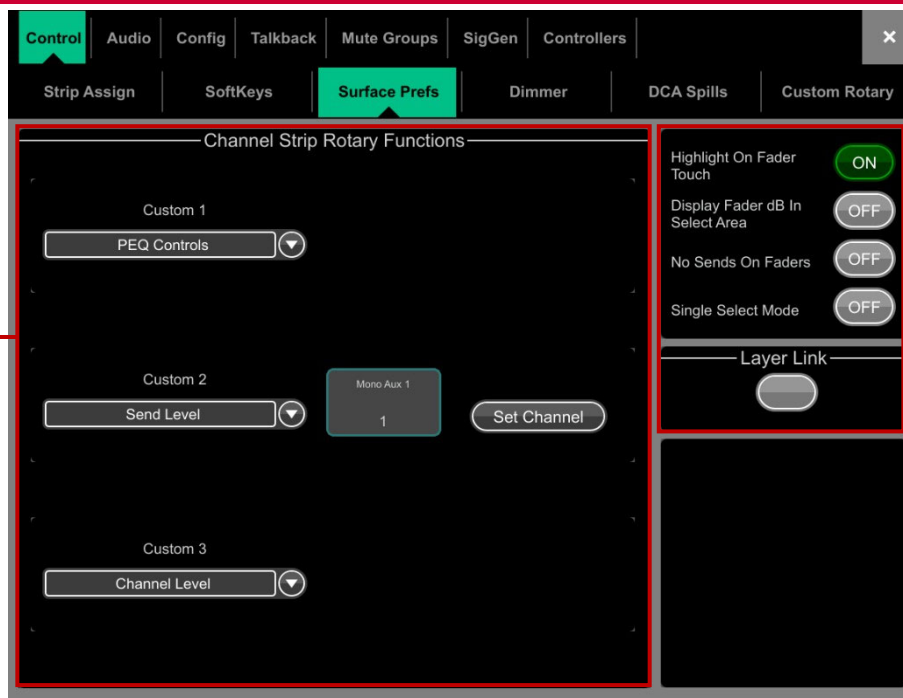 Control Audio Config Talkback Mute Groups SigGen Controllers ×
Strip Assign SoftKeys Surface Prefs Dimmer DCA Spills Custom Rotary
Channel Strip Rotary Functions
Custom 1
PEQ Controls
Custom 2
Send Level
Mono Aux 1
1
Set Channel
Custom 3
Channel Level
Highlight On Fader
Touch
ON
Display Fader dB In
Select Area
OFF
No Sends On Faders
OFF
Single Select Mode
OFF
Layer Link